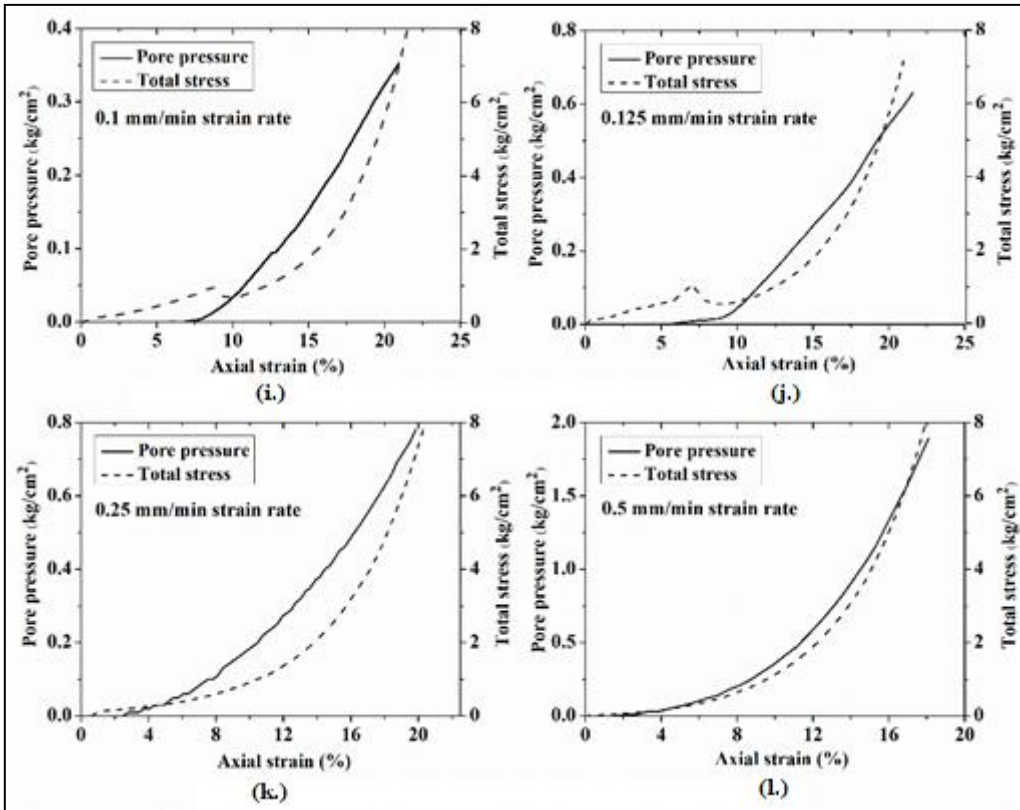 Pore pressure (kg/cm²)
0.4
0.3
0.2
0.1
0.0
Pore pressure
Total stress
0.1 mm/min strain rate
8
6
4
2
0
Total stress (kg/cm²)
0 5 10 15 20 25
Axial strain (%)
(i.)
Pore pressure (kg/cm²)
0.8
0.6
0.4
0.2
0.0
Pore pressure
Total stress
0.125 mm/min strain rate
8
6
4
2
0
Total stress (kg/cm²)
0 5 10 15 20 25
Axial strain (%)
(j.)
Pore pressure (kg/cm²)
0.8
0.6
0.4
0.2
0.0
Pore pressure
Total stress
0.25 mm/min strain rate
8
6
4
2
0
Total stress (kg/cm²)
0 4 8 12 16 20
Axial strain (%)
(k.)
Pore pressure (kg/cm²)
2.0
1.5
1.0
0.5
0.0
Pore pressure
Total stress
0.5 mm/min strain rate
8
6
4
2
0
Total stress (kg/cm²)
0 4 8 12 16 20
Axial strain (%)
(l.)